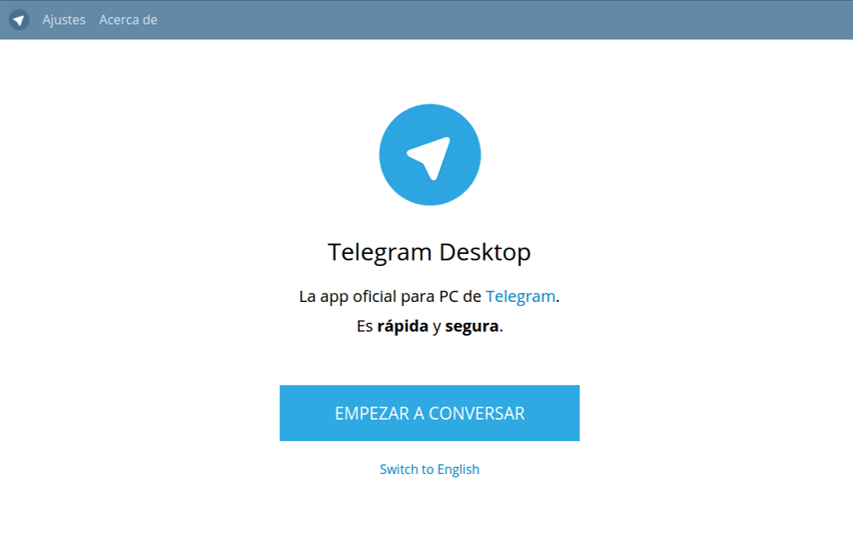 Ajustes Acerca de
Telegram Desktop
La app oficial para PC de Telegram.
Es rápida y segura.
EMPEZAR A CONVERSAR
Switch to English